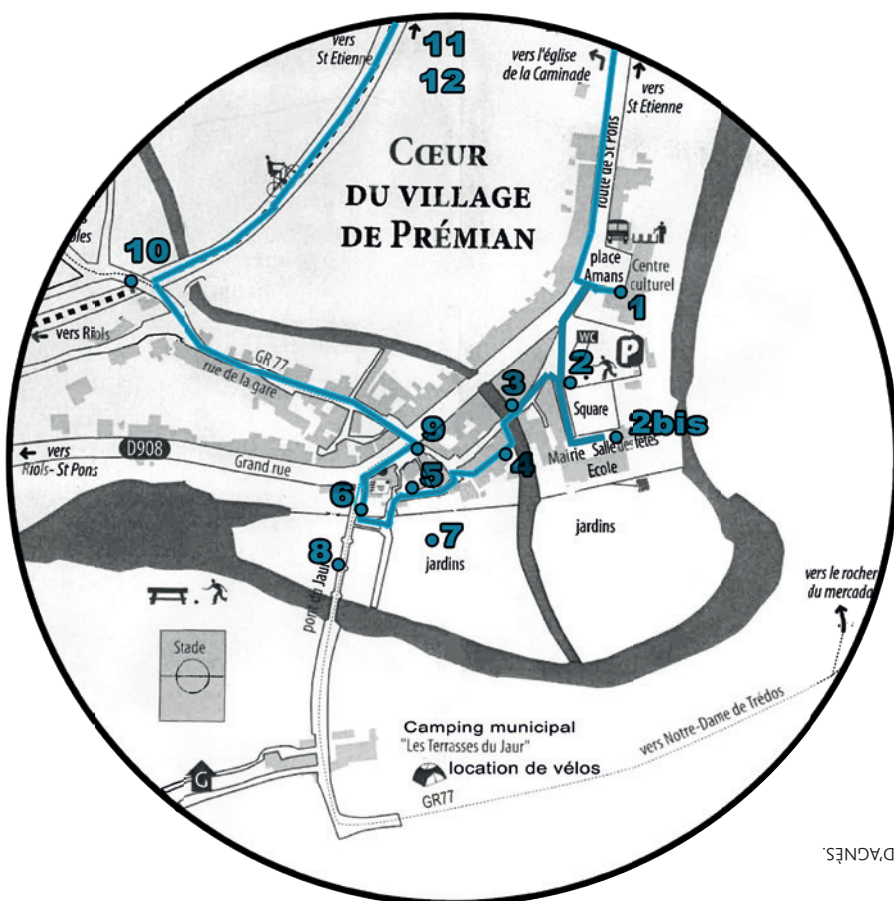 vers
St Etienne
11
12
vers l'église
de la Caminade
vers
St Etienne
CŒUR
DU VILLAGE
DE PRÉMIAN
route de St Pons
place
Amans
Centre
culturel
1
10
vers Riols
GR 77
rue de la gare
WC
P
2
3
Square
2bis
Mairie Salle des fêtes
Ecole
9
D908
vers
Riols - St Pons
Grand rue
4
5
6
7
jardins
jardins
8
pont du Jaur
vers le rocher
du mercada
Stade
Camping municipal
"Les Terrasses du Jaur"
location de vélos
GR77
vers Notre-Dame de Trédos
G
D'AGNÈS.